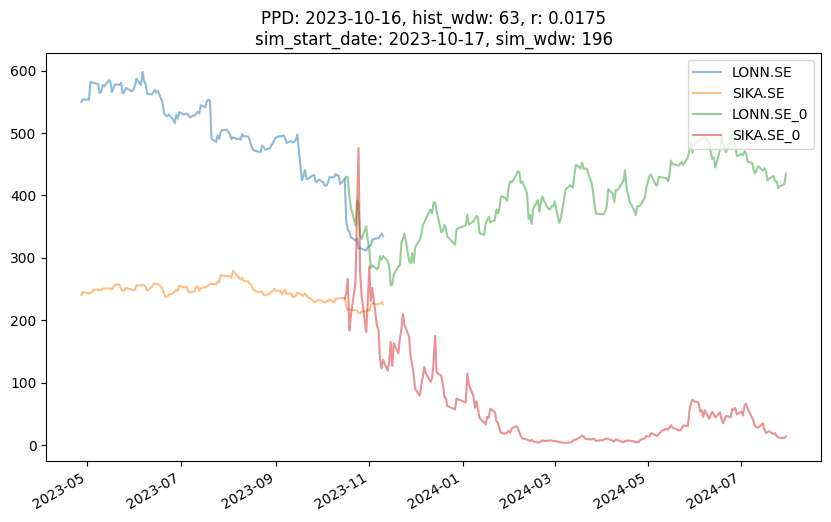 PPD: 2023-10-16, hist_wdw: 63, r: 0.0175
sim_start_date: 2023-10-17, sim_wdw: 196
LONN.SE
SIKA.SE
LONN.SE_0
SIKA.SE_0
600
500
400
300
200
100
0
2023-05
2023-07
2023-09
2023-11
2024-01
2024-03
2024-05
2024-07